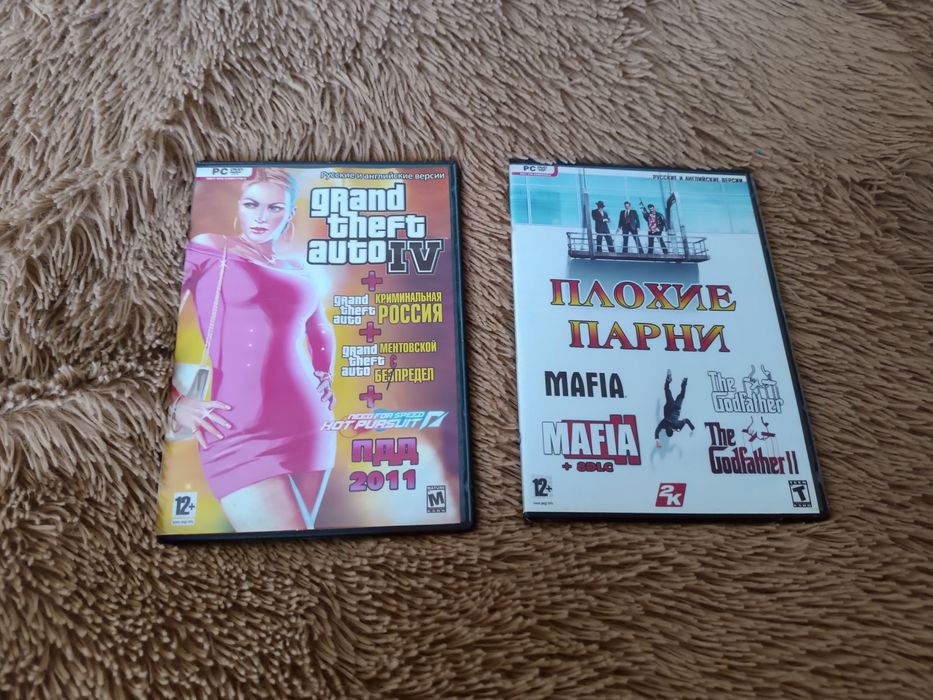 PC DVD
Русские и английские версии
grand
theft
auto IV
+
grand
theft
auto
КРИМИНАЛЬНАЯ
РОССИЯ
+
grand
theft
auto
МЕНТОВСКОЙ
БЕСПРЕДЕЛ
+
NEED FOR SPEED
HOT PURSUIT
ПДД
2011
12+
MATURE
M
PC DVD
РУССКИЕ И АНГЛИЙСКИЕ ВЕРСИИ
ПЛОХИЕ
ПАРНИ
MAFIA
The
Godfather
MAFIA II
+ 8DLC
The
Godfather II
12+
2K
TEEN
T